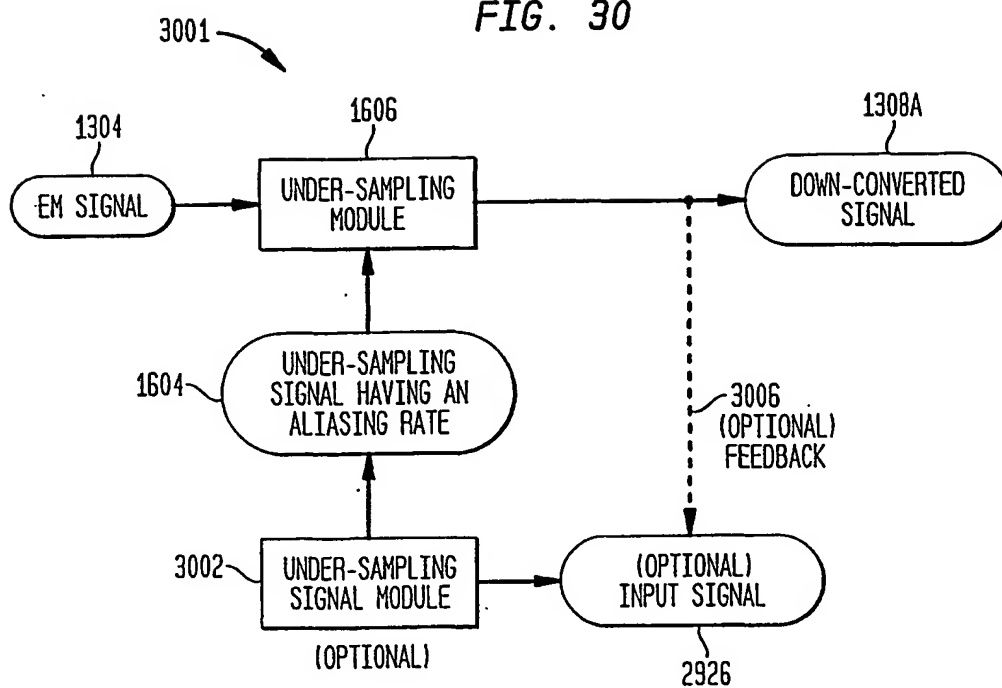 FIG. 30
3001
1304
1606
1308A
EM SIGNAL
UNDER-SAMPLING
MODULE
DOWN-CONVERTED
SIGNAL
1604
UNDER-SAMPLING
SIGNAL HAVING AN
ALIASING RATE
3006
(OPTIONAL)
FEEDBACK
3002
UNDER-SAMPLING
SIGNAL MODULE
(OPTIONAL)
(OPTIONAL)
INPUT SIGNAL
2926